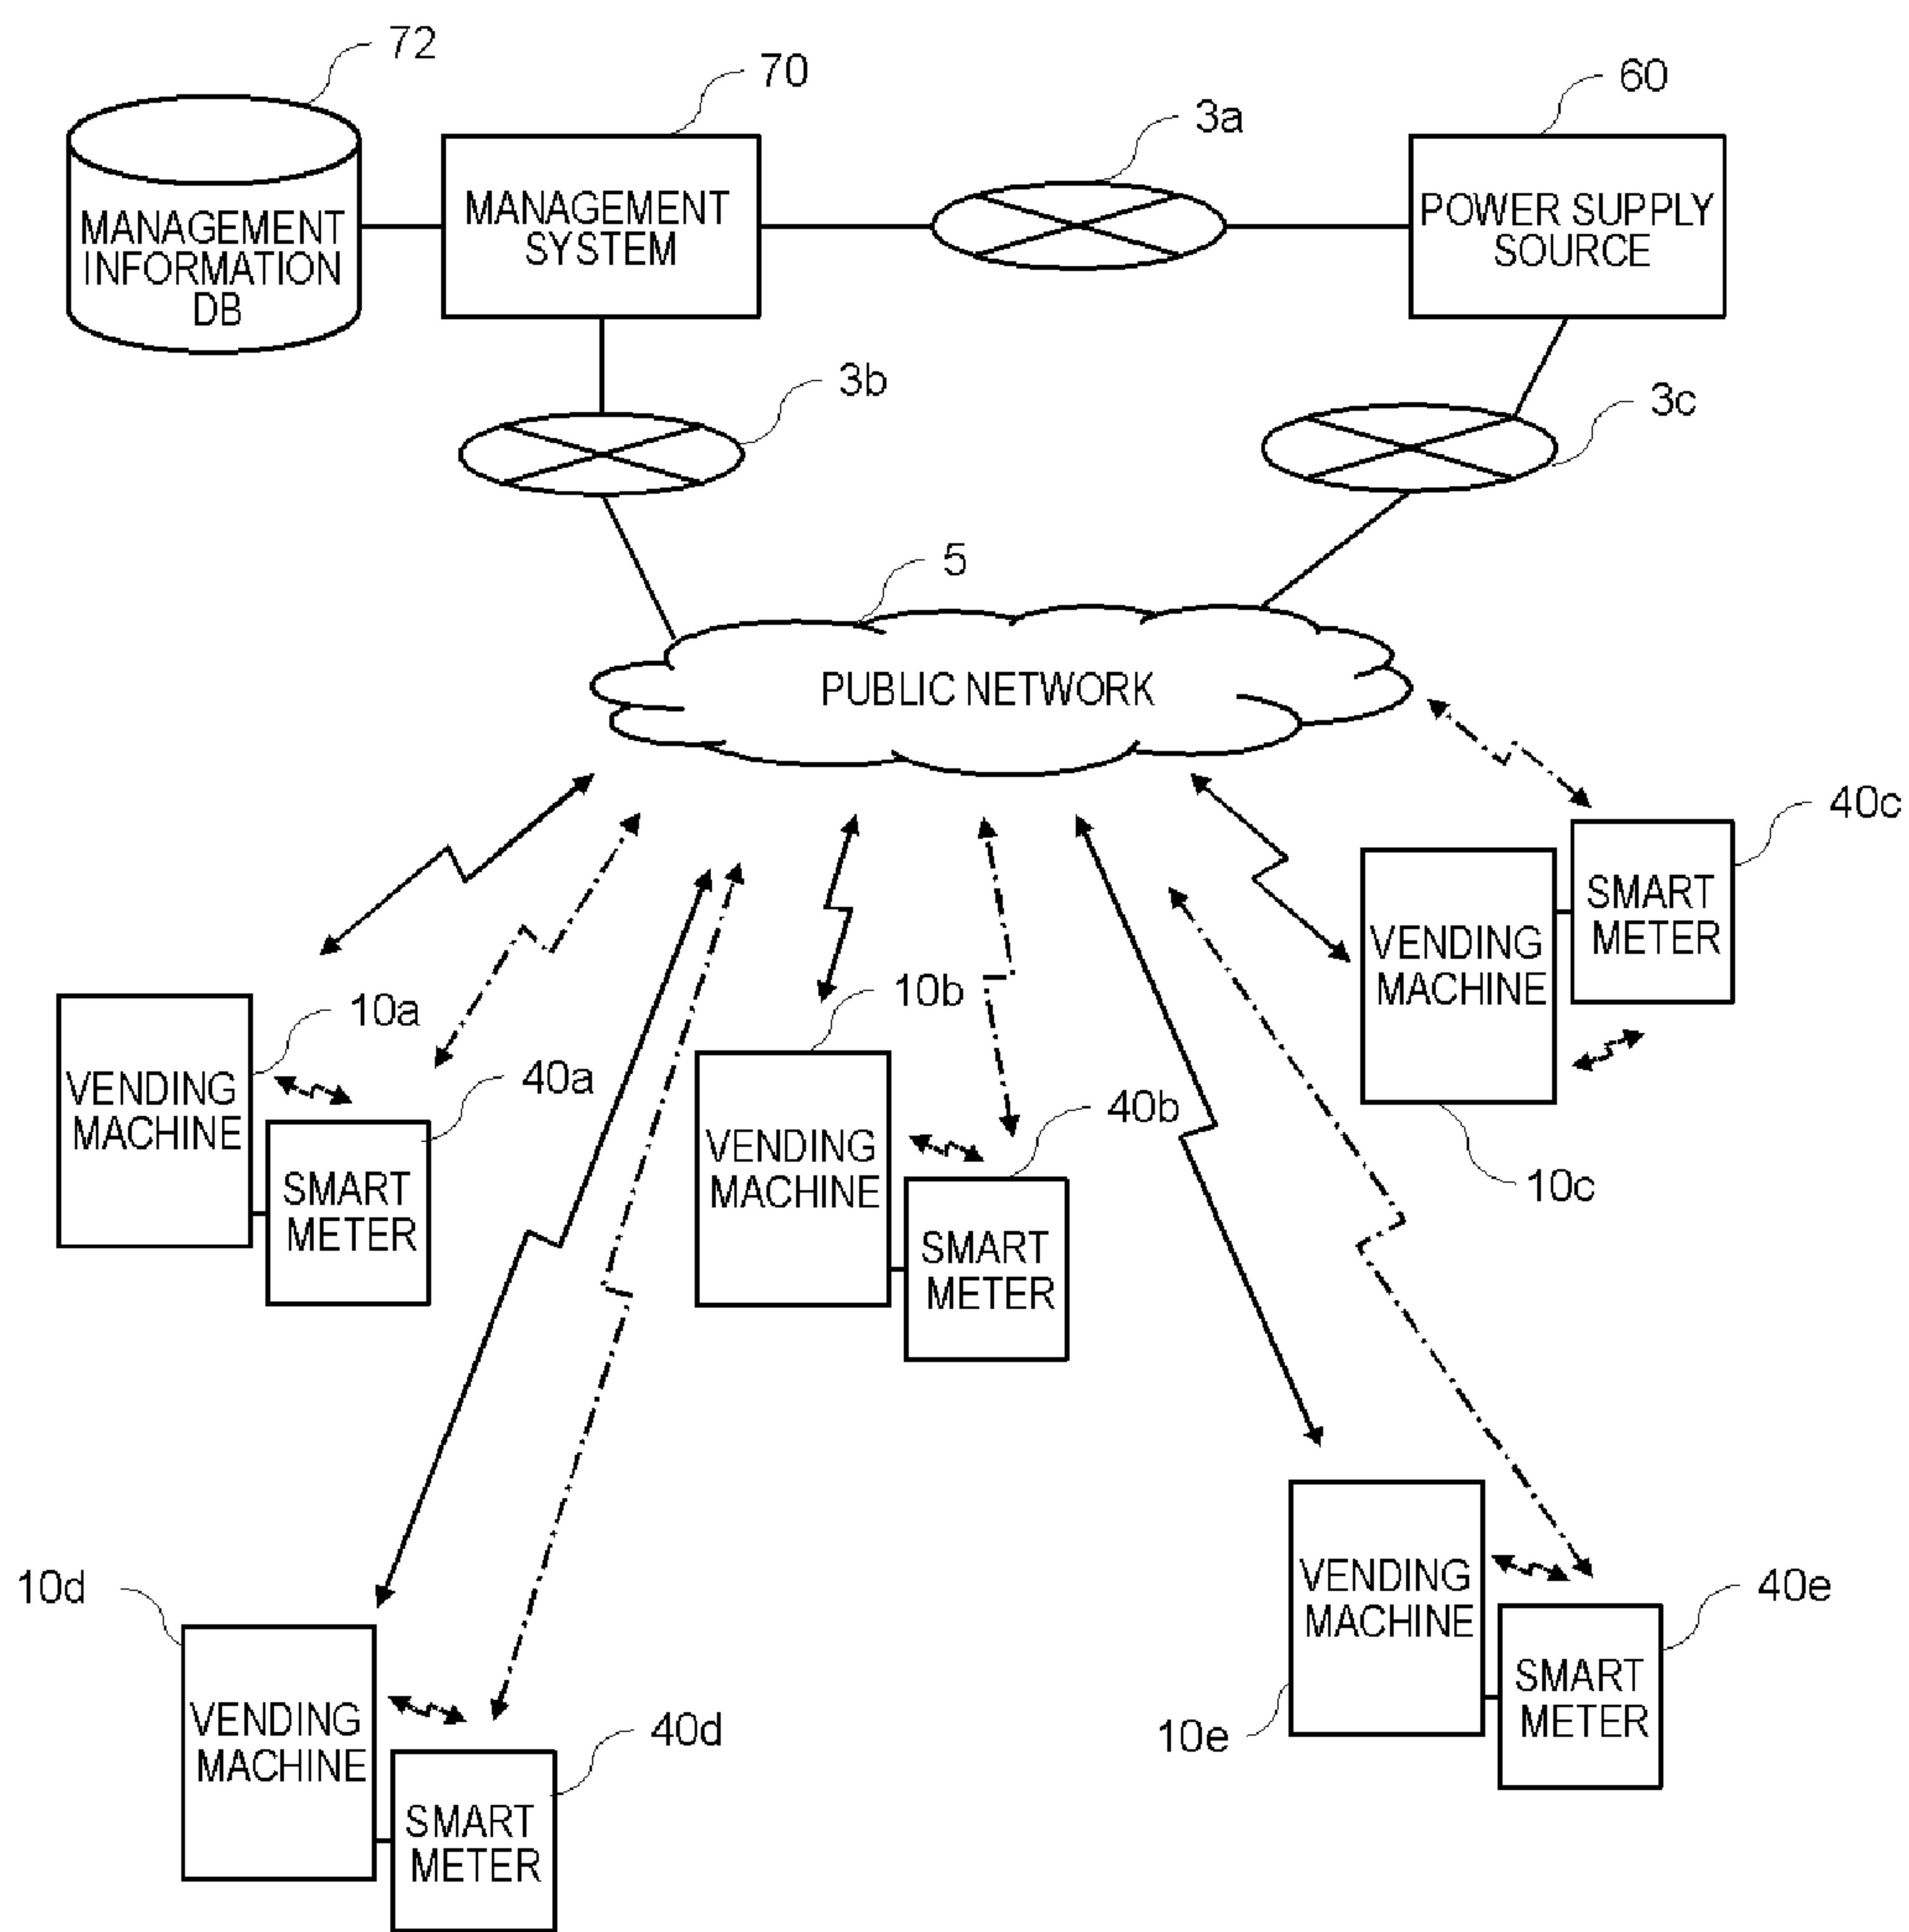 72
70
60
3a
MANAGEMENT
INFORMATION
DB
MANAGEMENT
SYSTEM
POWER SUPPLY
SOURCE
3b
3c
5
PUBLIC NETWORK
40c
SMART
METER
VENDING
MACHINE
10c
10a
VENDING
MACHINE
40a
SMART
METER
10b
VENDING
MACHINE
40b
SMART
METER
10d
VENDING
MACHINE
40d
SMART
METER
10e
VENDING
MACHINE
40e
SMART
METER